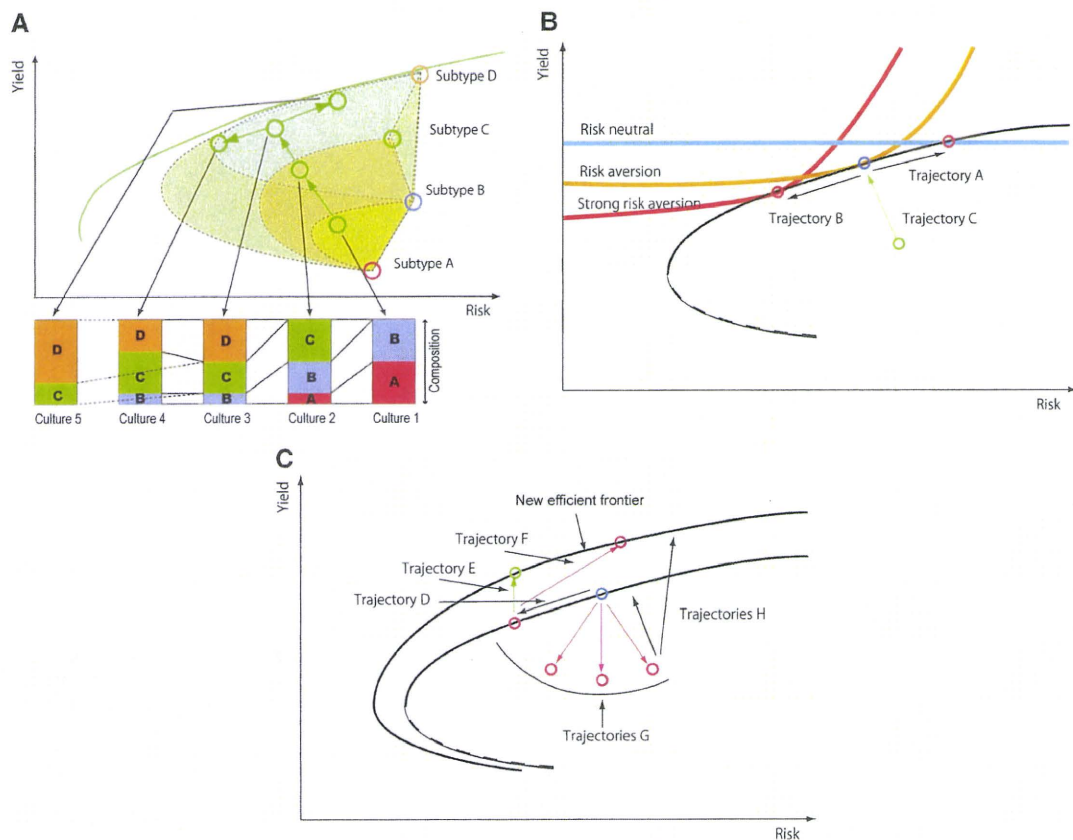 A
Yield
Subtype D
Subtype C
Subtype B
Subtype A
Risk
D
C
D
C
B
D
C
B
C
B
A
B
A
Composition
Culture 5
Culture 4
Culture 3
Culture 2
Culture 1
B
Yield
Risk neutral
Risk aversion
Strong risk aversion
Trajectory A
Trajectory B
Trajectory C
Risk
C
Yield
New efficient frontier
Trajectory F
Trajectory E
Trajectory D
Trajectories H
Trajectories G
Risk